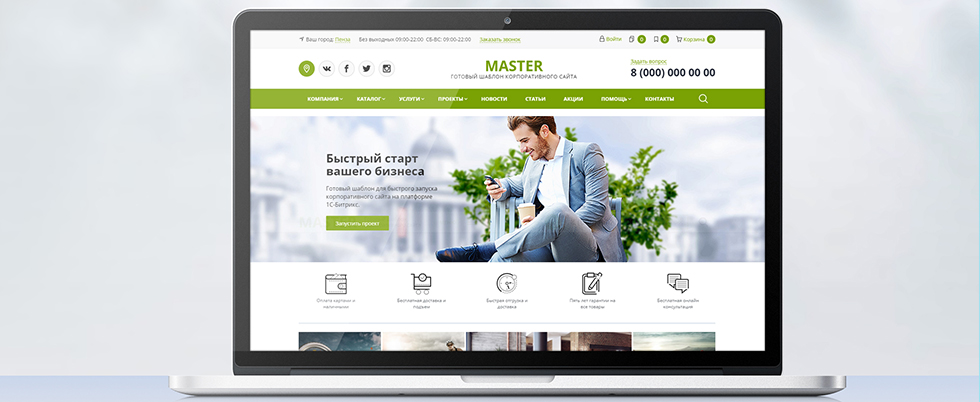 Ваш город: Пенза
Без выходных 09:00-22:00 СБ-ВС: 09:00-22:00
Заказать звонок
Войти
0
0
Корзина 0
MASTER
ГОТОВЫЙ ШАБЛОН КОРПОРАТИВНОГО САЙТА
Задать вопрос
8 (000) 000 00 00
КОМПАНИЯ КАТАЛОГ УСЛУГИ ПРОЕКТЫ НОВОСТИ СТАТЬИ АКЦИИ ПОМОЩЬ КОНТАКТЫ
Быстрый старт
вашего бизнеса
Готовый шаблон для быстрого запуска
корпоративного сайта на платформе
1С-Битрикс.
Запустить проект
Оплата картами и
наличными
Бесплатная доставка и
подъем
Быстрая отгрузка и
доставка
Пять лет гарантии на
все товары
Бесплатная онлайн
консультация